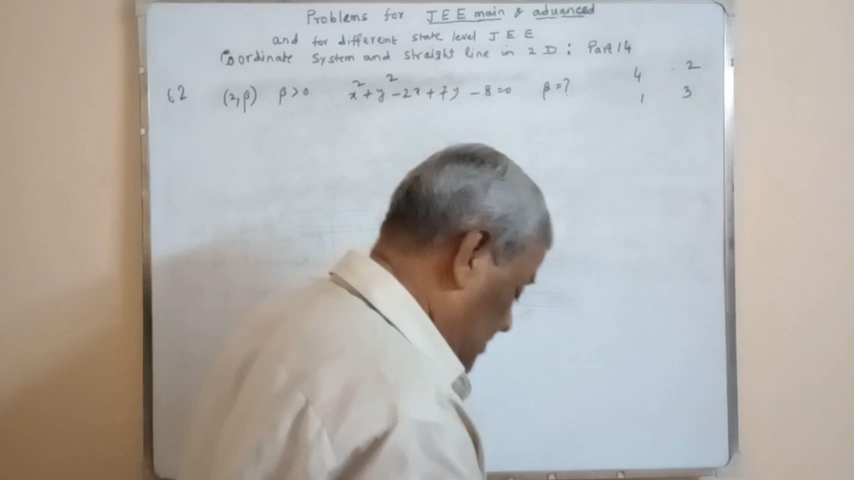 Problems for JEE main & advanced
and for different state level JEE
Coordinate System and straight line in 2 D : Part 14
62 (2,β) β>0 x²+y²-2x+7y-8=0 β=? 4 2
1 3